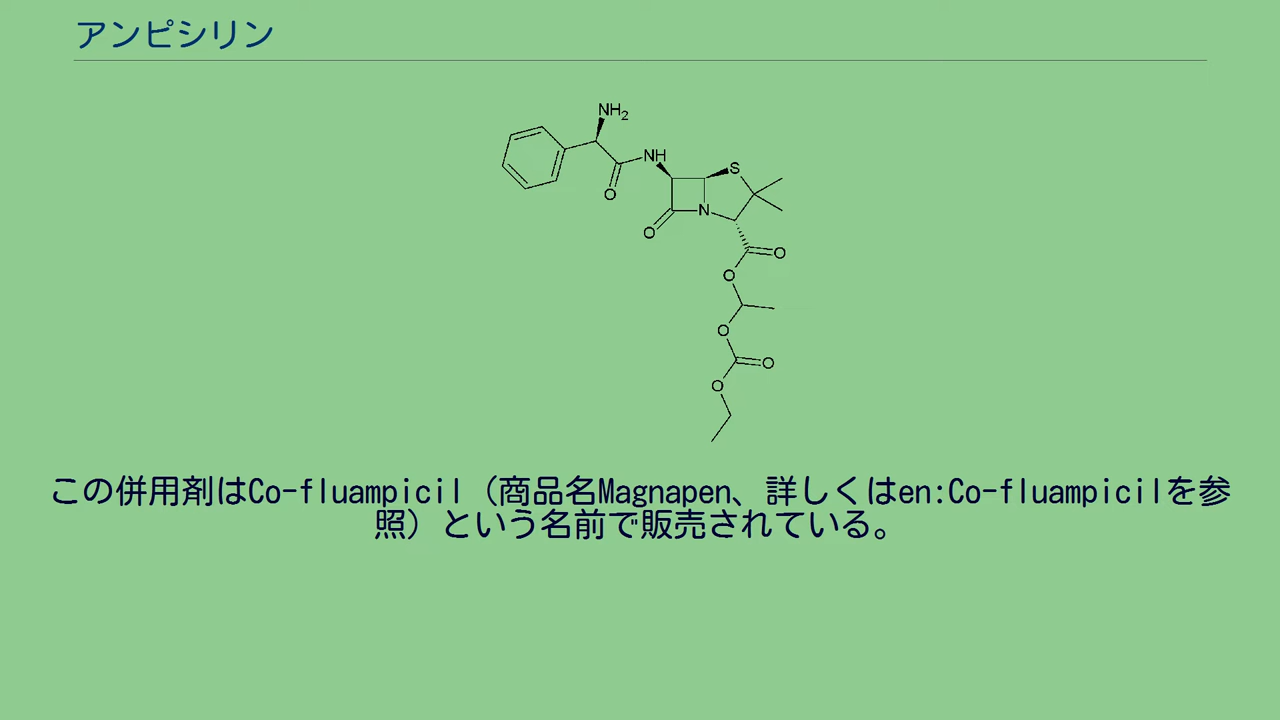 アンピシリン
NH2
NH
S
O
N
O
O
O
O
O
O
この併用剤はCo-fluampicil（商品名Magnapen、詳しくはen:Co-fluampicilを参
照）という名前で販売されている。